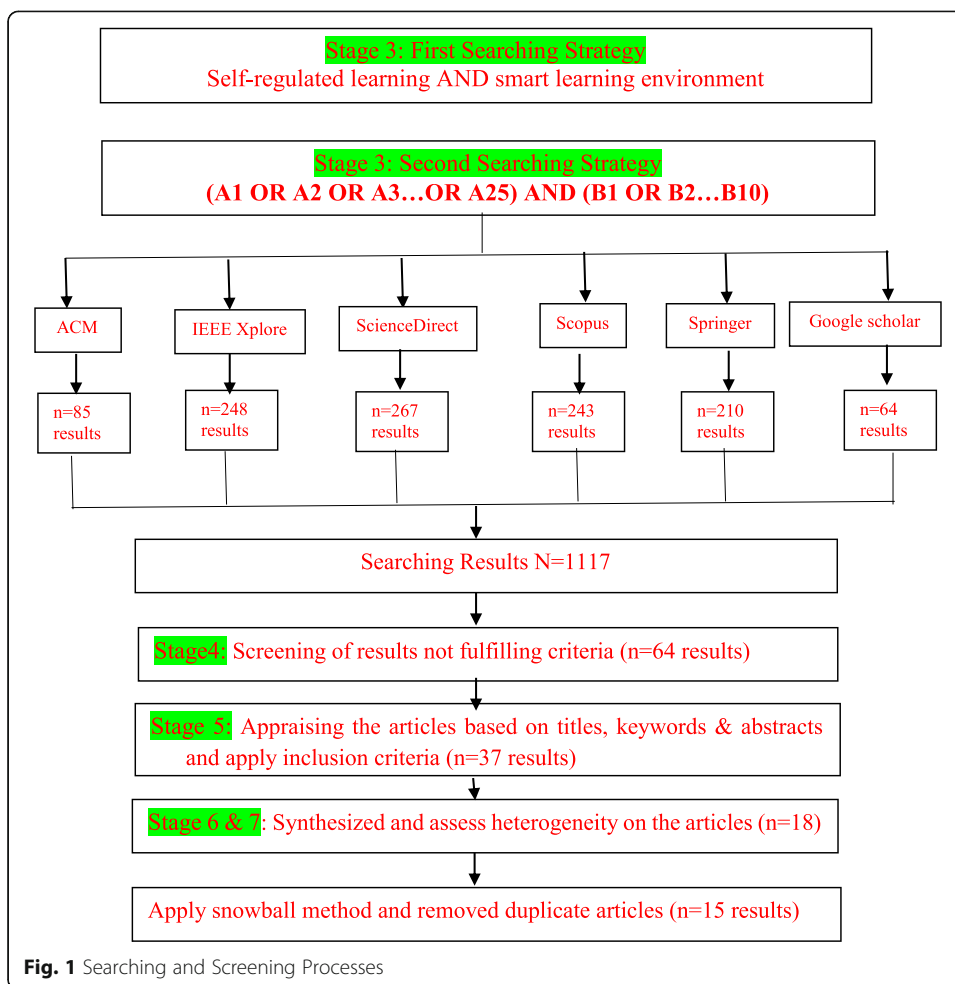 Stage 3: First Searching Strategy
Self-regulated learning AND smart learning environment
Stage 3: Second Searching Strategy
(A1 OR A2 OR A3…OR A25) AND (B1 OR B2…B10)
ACM
IEEE Xplore
ScienceDirect
Scopus
Springer
Google scholar
n=85
results
n=248
results
n=267
results
n=243
results
n=210
results
n=64
results
Searching Results N=1117
Stage4: Screening of results not fulfilling criteria (n=64 results)
Stage 5: Appraising the articles based on titles, keywords & abstracts
and apply inclusion criteria (n=37 results)
Stage 6 & 7: Synthesized and assess heterogeneity on the articles (n=18)
Apply snowball method and removed duplicate articles (n=15 results)
Fig. 1 Searching and Screening Processes